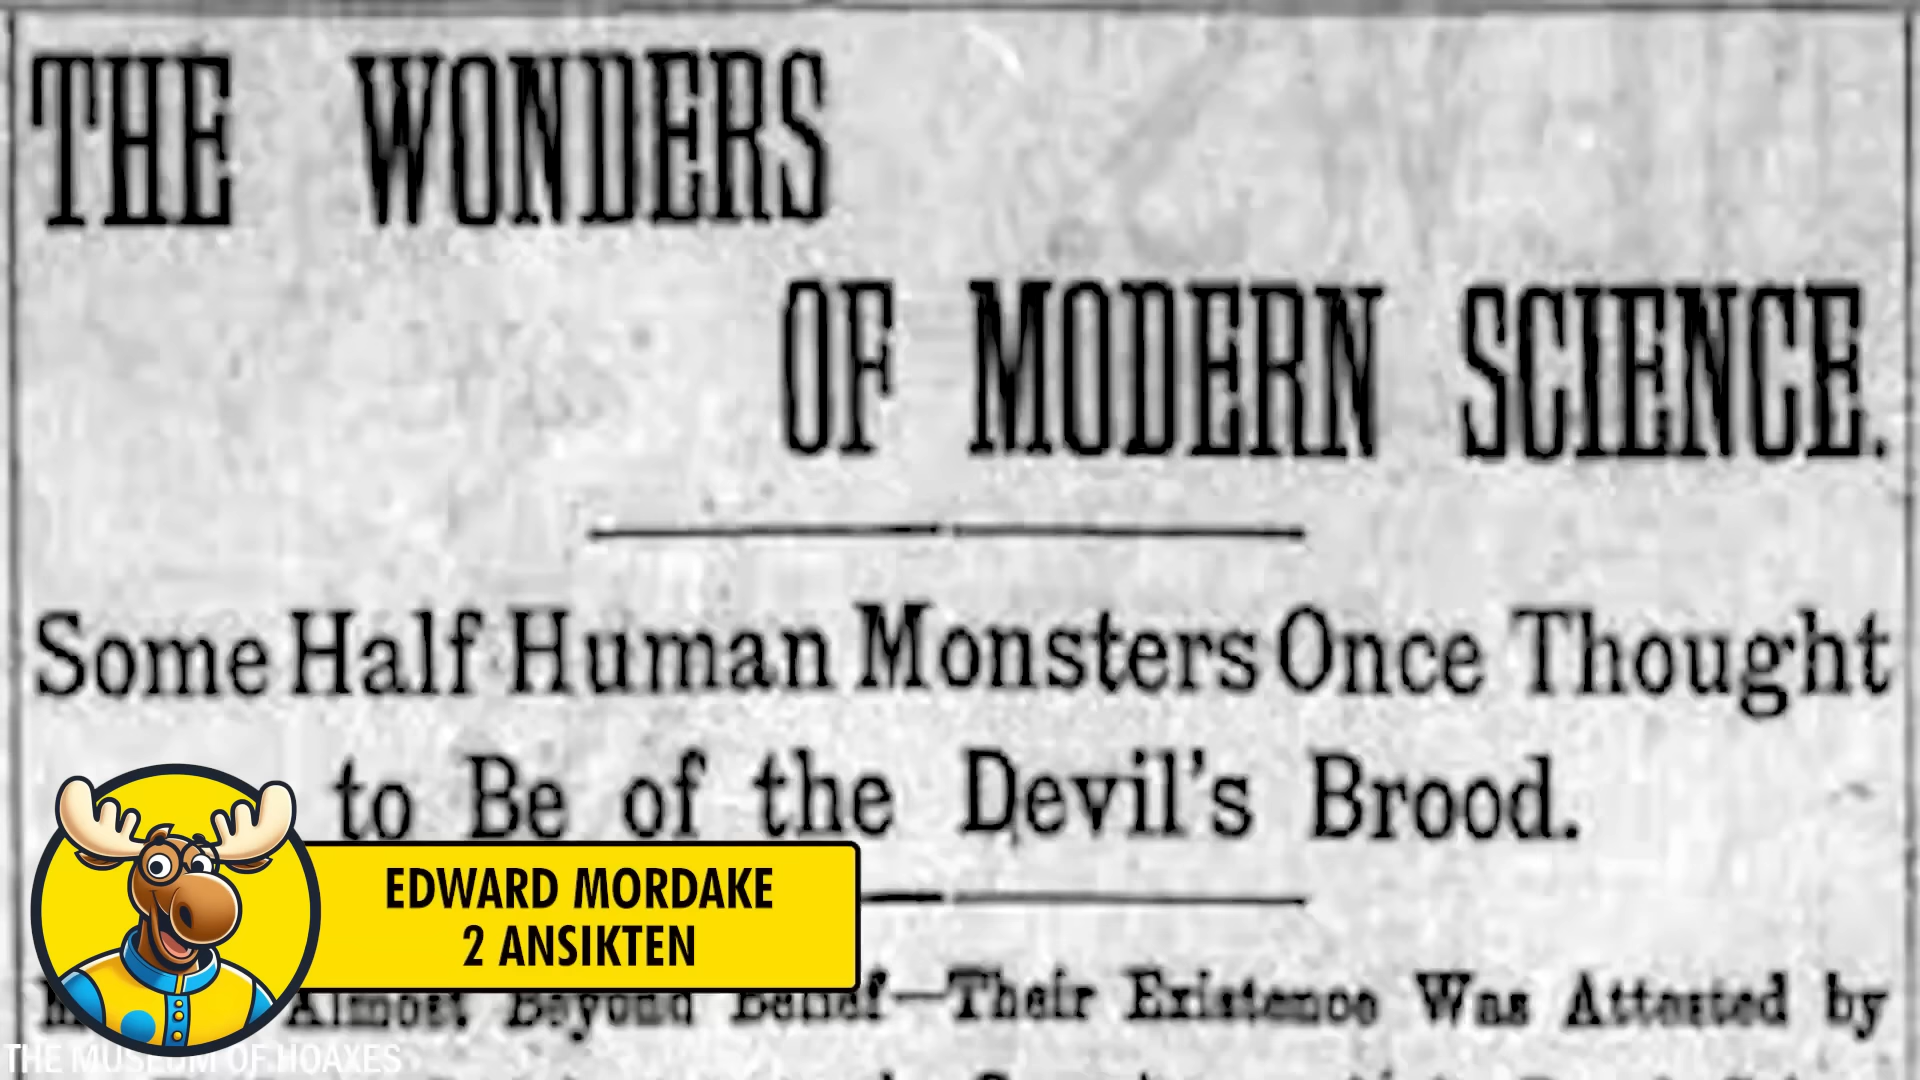 THE WONDERS
OF MODERN SCIENCE.
Some Half Human Monsters Once Thought
to Be of the Devil's Brood.
EDWARD MORDAKE
2 ANSIKTEN
Almost Beyond Belief—Their Existence Was Attested by
THE MUSEUM OF HOAXES